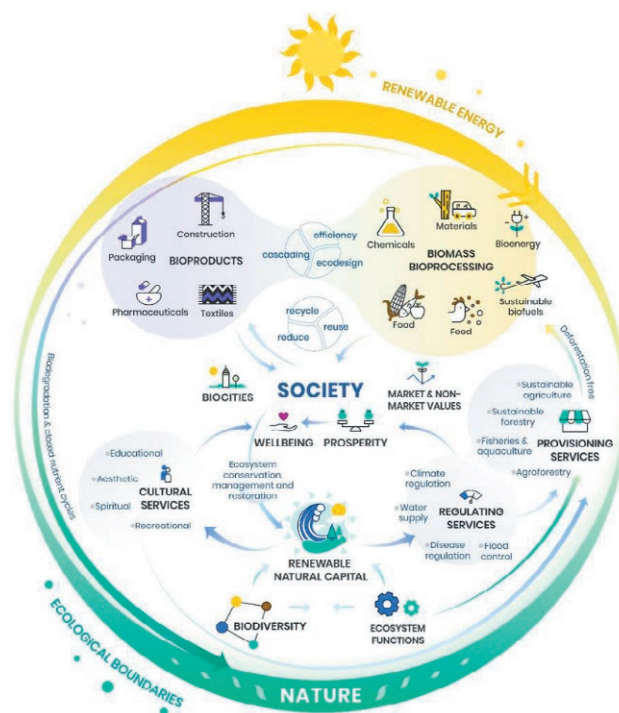 RENEWABLE ENERGY
Construction
Packaging
BIOPRODUCTS
Pharmaceuticals
Textiles
efficiency
cascading
ecodesign
Chemicals
Materials
Bioenergy
BIOMASS
BIOPROCESSING
Food
Food
Sustainable
biofuels
recycle
reuse
reduce
Deforestation free
Biodegradation & closed nutrient cycles
BIOCITIES
SOCIETY
MARKET & NON-
MARKET VALUES
WELLBEING
PROSPERITY
Sustainable
agriculture
Sustainable
forestry
Fisheries &
aquaculture
Agroforestry
PROVISIONING
SERVICES
Educational
Aesthetic
Spiritual
Recreational
CULTURAL
SERVICES
Ecosystem
conservation
management and
restoration
Climate
regulation
Water
supply
Disease
regulation
Flood
control
REGULATING
SERVICES
RENEWABLE
NATURAL CAPITAL
BIODIVERSITY
ECOSYSTEM
FUNCTIONS
ECOLOGICAL BOUNDARIES
NATURE